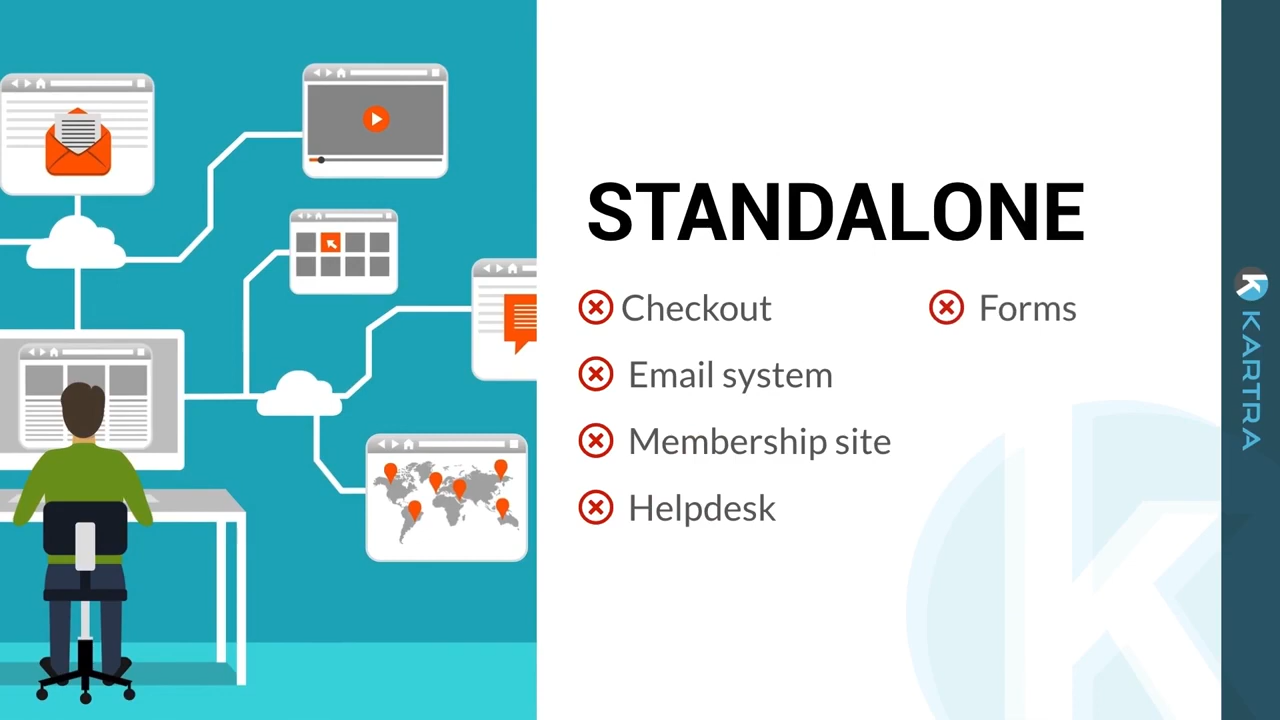 STANDALONE
Checkout
Forms
Email system
Membership site
Helpdesk
KARTRA